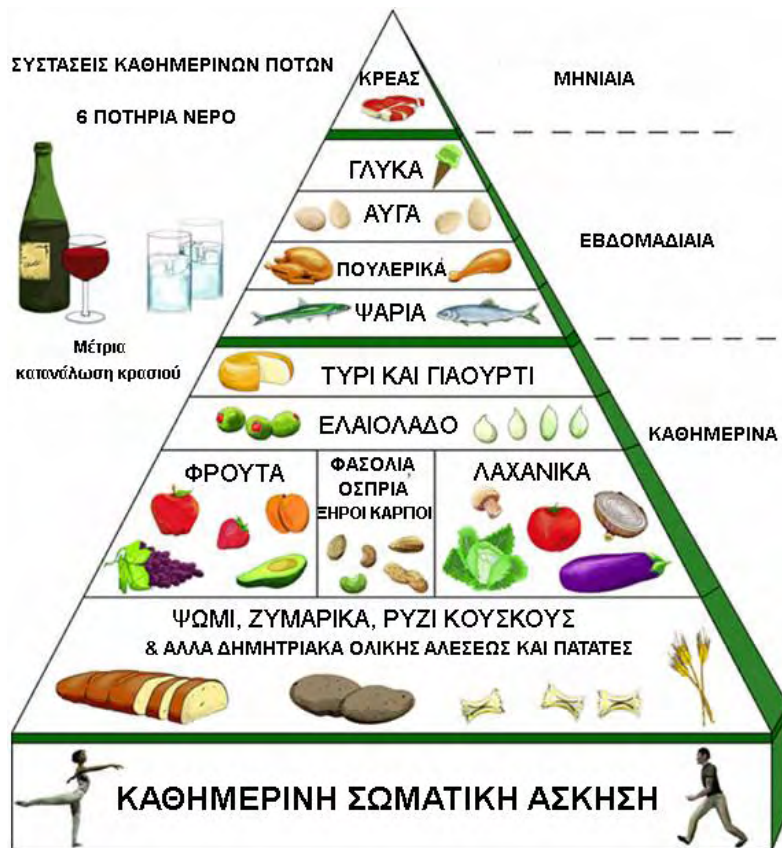 ΣΥΣΤΑΣΕΙΣ ΚΑΘΗΜΕΡΙΝΩΝ ΠΟΤΩΝ
6 ΠΟΤΗΡΙΑ ΝΕΡΟ
Μέτρια
κατανάλωση κρασιού
ΚΡΕΑΣ
ΜΗΝΙΑΙΑ
ΓΛΥΚΑ
ΑΥΓΑ
ΠΟΥΛΕΡΙΚΆ
ΨΑΡΙΑ
ΕΒΔΟΜΑΔΙΑΙΑ
ΤΥΡΙ ΚΑΙ ΓΙΑΟΥΡΤΙ
ΕΛΑΙΟΛΑΔΟ
ΚΑΘΗΜΕΡΙΝΑ
ΦΡΟΥΤΑ
ΦΑΣΟΛΙΑ,
ΟΣΠΡΙΑ,
ΞΗΡΟΙ ΚΑΡΠΟΙ
ΛΑΧΑΝΙΚΑ
ΨΩΜΙ, ΖΥΜΑΡΙΚΑ, ΡΥΖΙ ΚΟΥΣΚΟΥΣ
& ΑΛΛΑ ΔΗΜΗΤΡΙΑΚΑ ΟΛΙΚΗΣ ΑΛΕΣΕΩΣ ΚΑΙ ΠΑΤΑΤΕΣ
ΚΑΘΗΜΕΡΙΝΗ ΣΩΜΑΤΙΚΗ ΑΣΚΗΣΗ